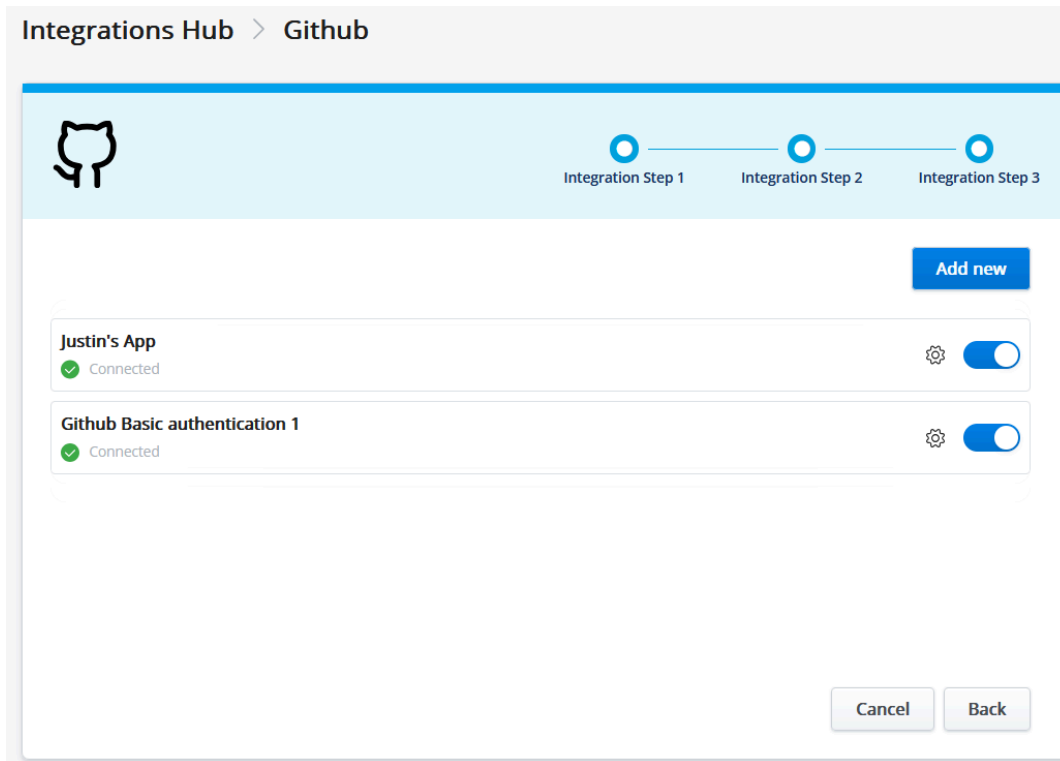 Integrations Hub > Github
Integration Step 1 Integration Step 2 Integration Step 3
Add new
Justin's App
Connected
Github Basic authentication 1
Connected
Cancel Back